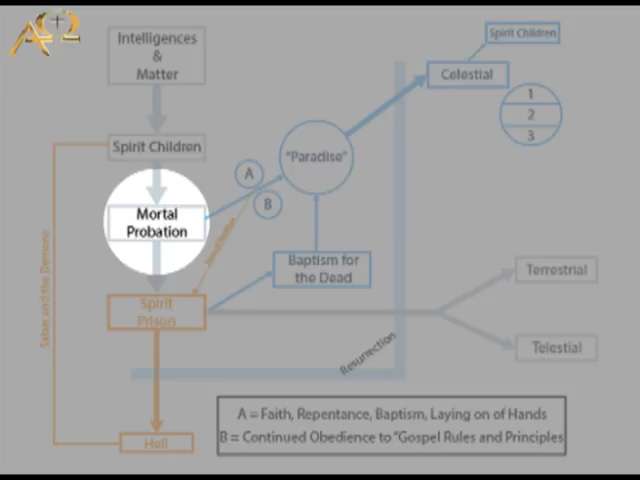 ΑΩ
Intelligences
&
Matter
Spirit Children
Celestial
1
2
3
Spirit Children
"Paradise"
A
B
Mortal
Probation
Baptism for
the Dead
Satan and the Demons
Spirit
Prison
Terrestrial
Telestial
Resurrection
Hell
A = Faith, Repentance, Baptism, Laying on of Hands
B = Continued Obedience to "Gospel Rules and Principles